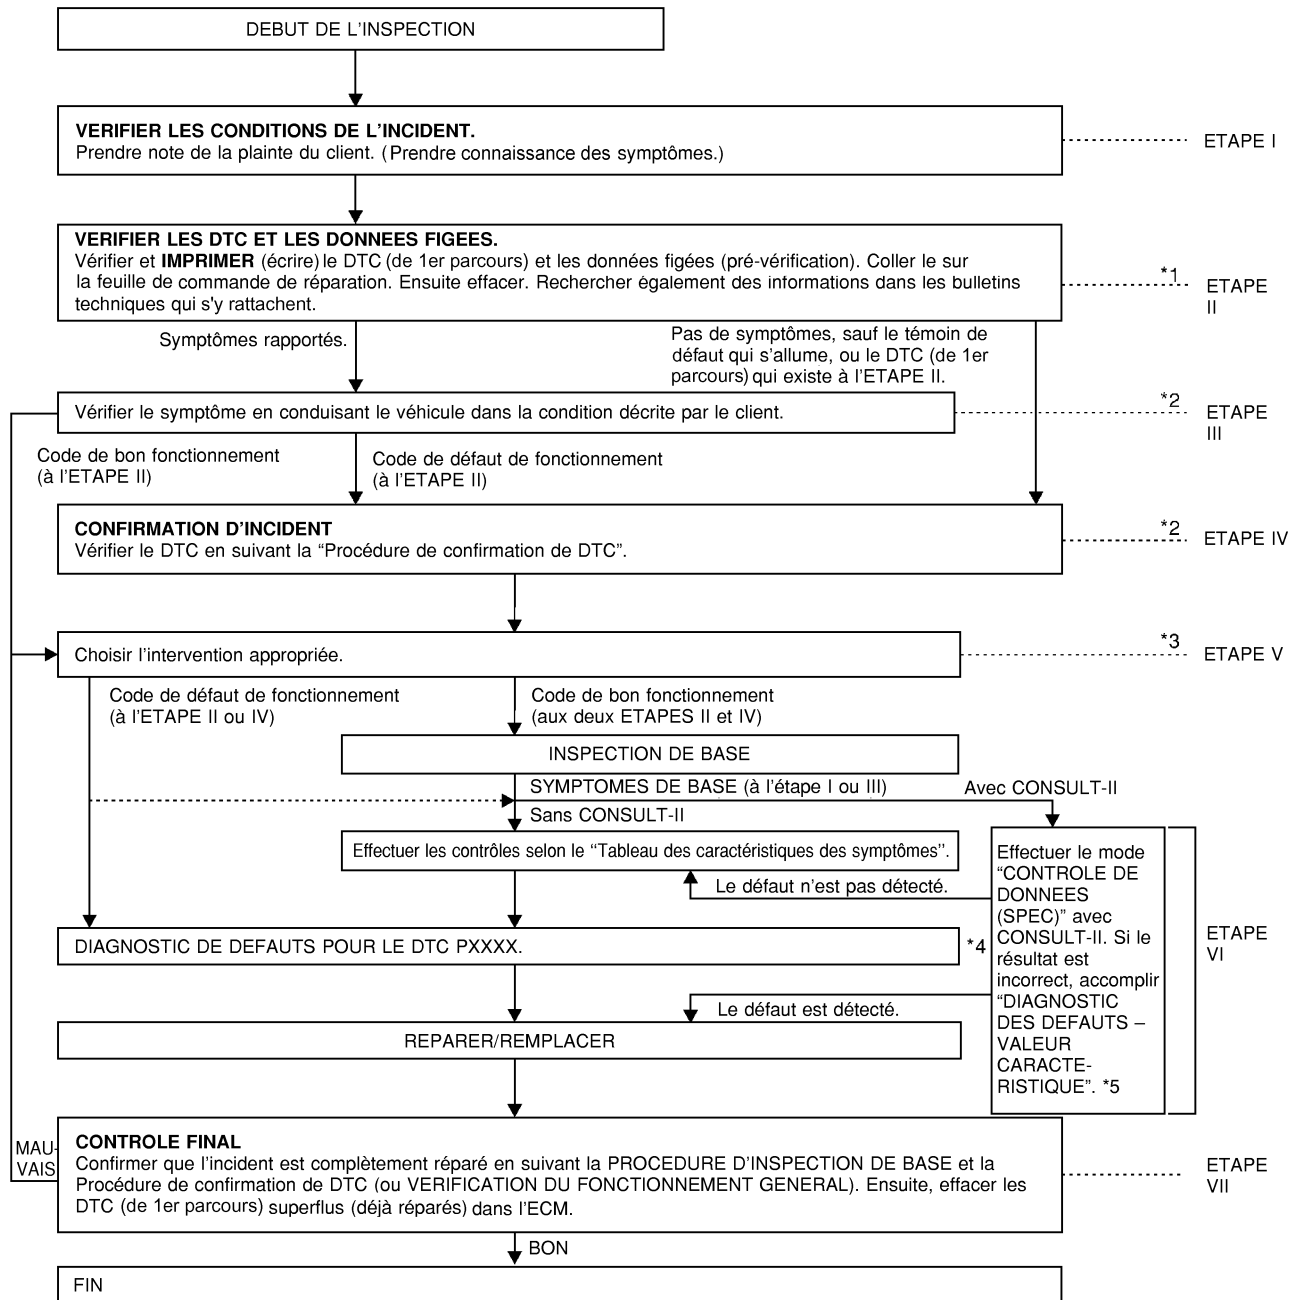 DEBUT DE L'INSPECTION
VERIFIER LES CONDITIONS DE L'INCIDENT.
Prendre note de la plainte du client. (Prendre connaissance des symptômes.)
ETAPE I
VERIFIER LES DTC ET LES DONNEES FIGEES.
Vérifier et IMPRIMER (écrire) le DTC (de 1er parcours) et les données figées (pré-vérification). Coller le sur
la feuille de commande de réparation. Ensuite effacer. Rechercher également des informations dans les bulletins
techniques qui s'y rattachent.
*1
ETAPE
II
Symptômes rapportés.
Pas de symptômes, sauf le témoin de
défaut qui s'allume, ou le DTC (de 1er
parcours) qui existe à l'ETAPE II.
Vérifier le symptôme en conduisant le véhicule dans la condition décrite par le client.
*2
ETAPE
III
Code de bon fonctionnement
(à l'ETAPE II)
Code de défaut de fonctionnement
(à l'ETAPE II)
CONFIRMATION D'INCIDENT
Vérifier le DTC en suivant la “Procédure de confirmation de DTC”.
*2
ETAPE IV
Choisir l'intervention appropriée.
*3
ETAPE V
Code de défaut de fonctionnement
(à l'ETAPE II ou IV)
Code de bon fonctionnement
(aux deux ETAPES II et IV)
INSPECTION DE BASE
SYMPTOMES DE BASE (à l'étape I ou III)
Avec CONSULT-II
Sans CONSULT-II
Effectuer les contrôles selon le “Tableau des caractéristiques des symptômes”.
Le défaut n'est pas détecté.
DIAGNOSTIC DE DEFAUTS POUR LE DTC PXXXX.
*4
Le défaut est détecté.
REPARER/REMPLACER
Effectuer le mode
“CONTROLE DE
DONNEES
(SPEC)” avec
CONSULT-II. Si le
résultat est
incorrect, accomplir
“DIAGNOSTIC
DES DEFAUTS –
VALEUR
CARACTE-
RISTIQUE”. *5
ETAPE
VI
MAU-
VAIS
CONTROLE FINAL
Confirmer que l'incident est complètement réparé en suivant la PROCEDURE D'INSPECTION DE BASE et la
Procédure de confirmation de DTC (ou VERIFICATION DU FONCTIONNEMENT GENERAL). Ensuite, effacer les
DTC (de 1er parcours) superflus (déjà réparés) dans l'ECM.
ETAPE
VII
BON
FIN